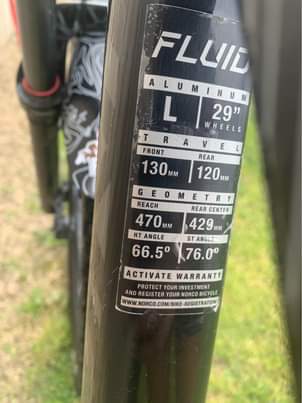 FLUID
ALUMINUM
L 29"
WHEELS
TRAVEL
FRONT REAR
130MM 120MM
GEOMETRY
REACH REAR CENTER
470MM 429MM
HT ANGLE ST ANGLE
66.5° 76.0°
ACTIVATE WARRANTY
PROTECT YOUR INVESTMENT
AND REGISTER YOUR NORCO BICYCLE
WWW.NORCO.COM/BIKE-REGISTRATION